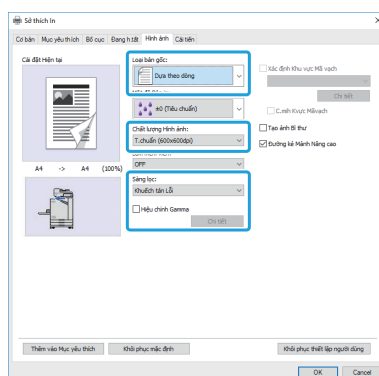 Sở thích In
Cơ bản Mục yêu thích Bố cục Đang h tất Hình ảnh Cải tiến
Cài đặt Hiện tại
Loại bản gốc:
Dựa theo dòng
±0 (Tiêu chuẩn)
Chất lượng Hình ảnh:
T.chuẩn (600x600dpi)
OFF
Sàng lọc:
Khuếch tán Lỗi
Hiệu chỉnh Gamma
Chi tiết
Xác định Khu vực Mã vạch
Chi tiết
C.mih Kvực Mãvạch
Tạo ảnh Bí thư
Đường kẻ Mảnh Nâng cao
A4 -> A4 (100%)
Thêm vào Mục yêu thích
Khôi phục mặc định
Khôi phục thiết lập người dùng
OK Cancel